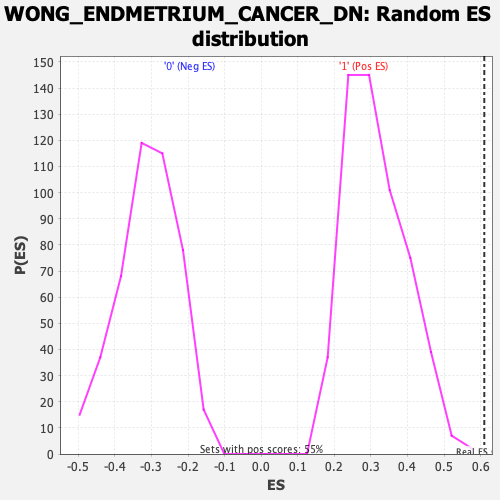 WONG_ENDMETRIUM_CANCER_DN: Random ES
distribution
'0' (Neg ES)
'1' (Pos ES)
P(ES)
150
140
130
120
110
100
90
80
70
60
50
40
30
20
10
0
Sets with pos scores: 55%
Real ES
-0.5 -0.4 -0.3 -0.2 -0.1 0.0 0.1 0.2 0.3 0.4 0.5 0.6
ES